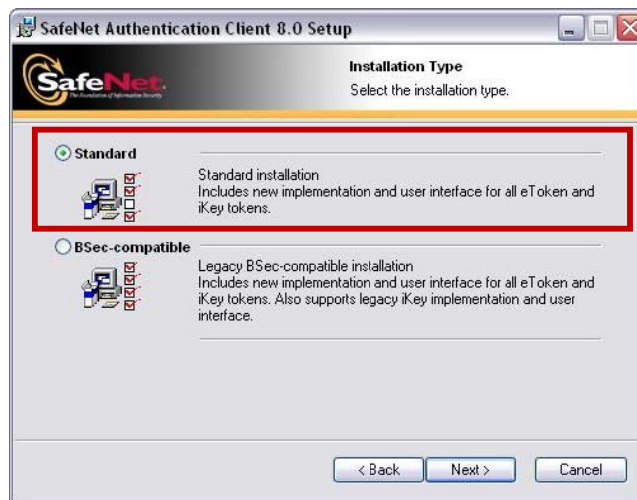 SafeNet Authentication Client 8.0 Setup
SafeNet.
The Foundation of Information Security
Installation Type
Select the installation type.
Standard
Standard installation
Includes new implementation and user interface for all eToken and
iKey tokens.
BSec-compatible
Legacy BSec-compatible installation
Includes new implementation and user interface for all eToken and
iKey tokens. Also supports legacy iKey implementation and user
interface.
< Back
Next >
Cancel